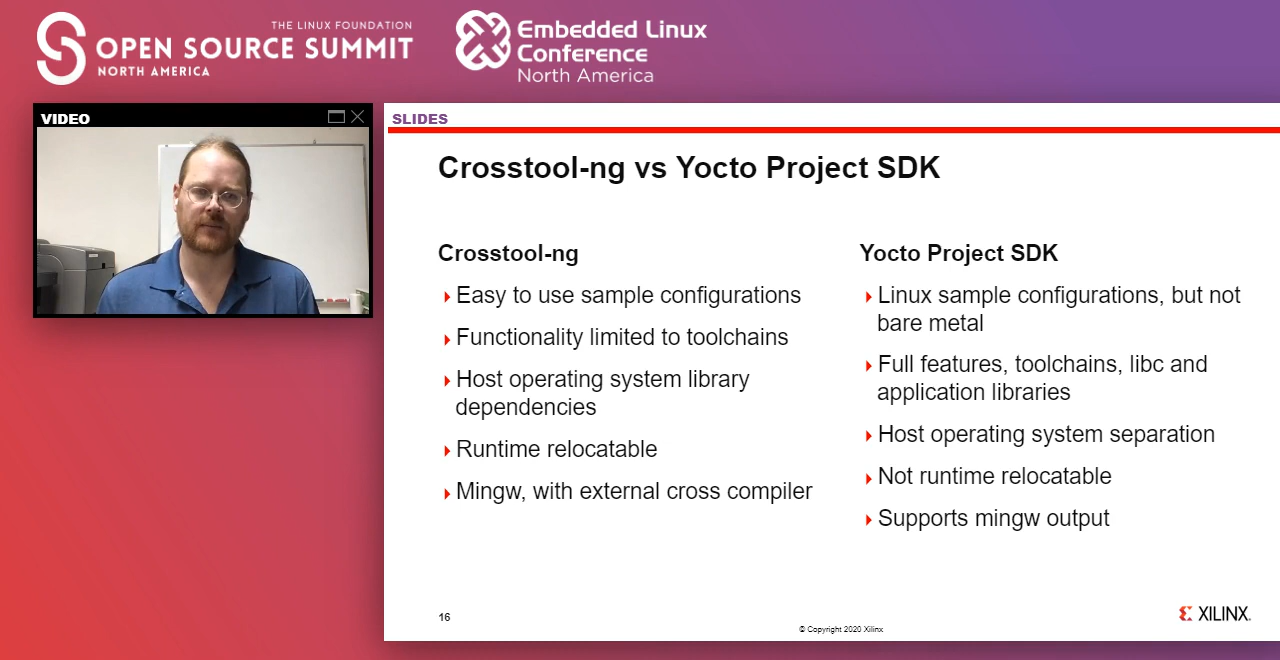 THE LINUX FOUNDATION
OPEN SOURCE SUMMIT
NORTH AMERICA
Embedded Linux
Conference
North America
VIDEO
SLIDES
Crosstool-ng vs Yocto Project SDK
Crosstool-ng
Easy to use sample configurations
Functionality limited to toolchains
Host operating system library
dependencies
Runtime relocatable
Mingw, with external cross compiler
Yocto Project SDK
Linux sample configurations, but not
bare metal
Full features, toolchains, libc and
application libraries
Host operating system separation
Not runtime relocatable
Supports mingw output
16
© Copyright 2020 Xilinx
XILINX.